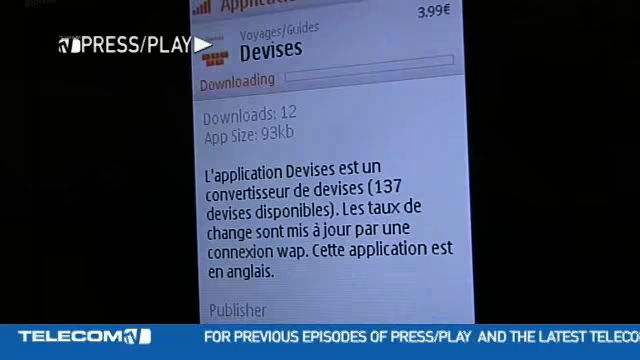 Application
3.99€
PRESS/PLAY
Voyages/Guides
Devises
Downloading
Downloads: 12
App Size: 93kb
L'application Devises est un
convertisseur de devises (137
devises disponibles). Les taux de
change sont mis à jour par une
connexion wap. Cette application est
en anglais.
Publisher
TELECOMTV
FOR PREVIOUS EPISODES OF PRESS/PLAY AND THE LATEST TELECO